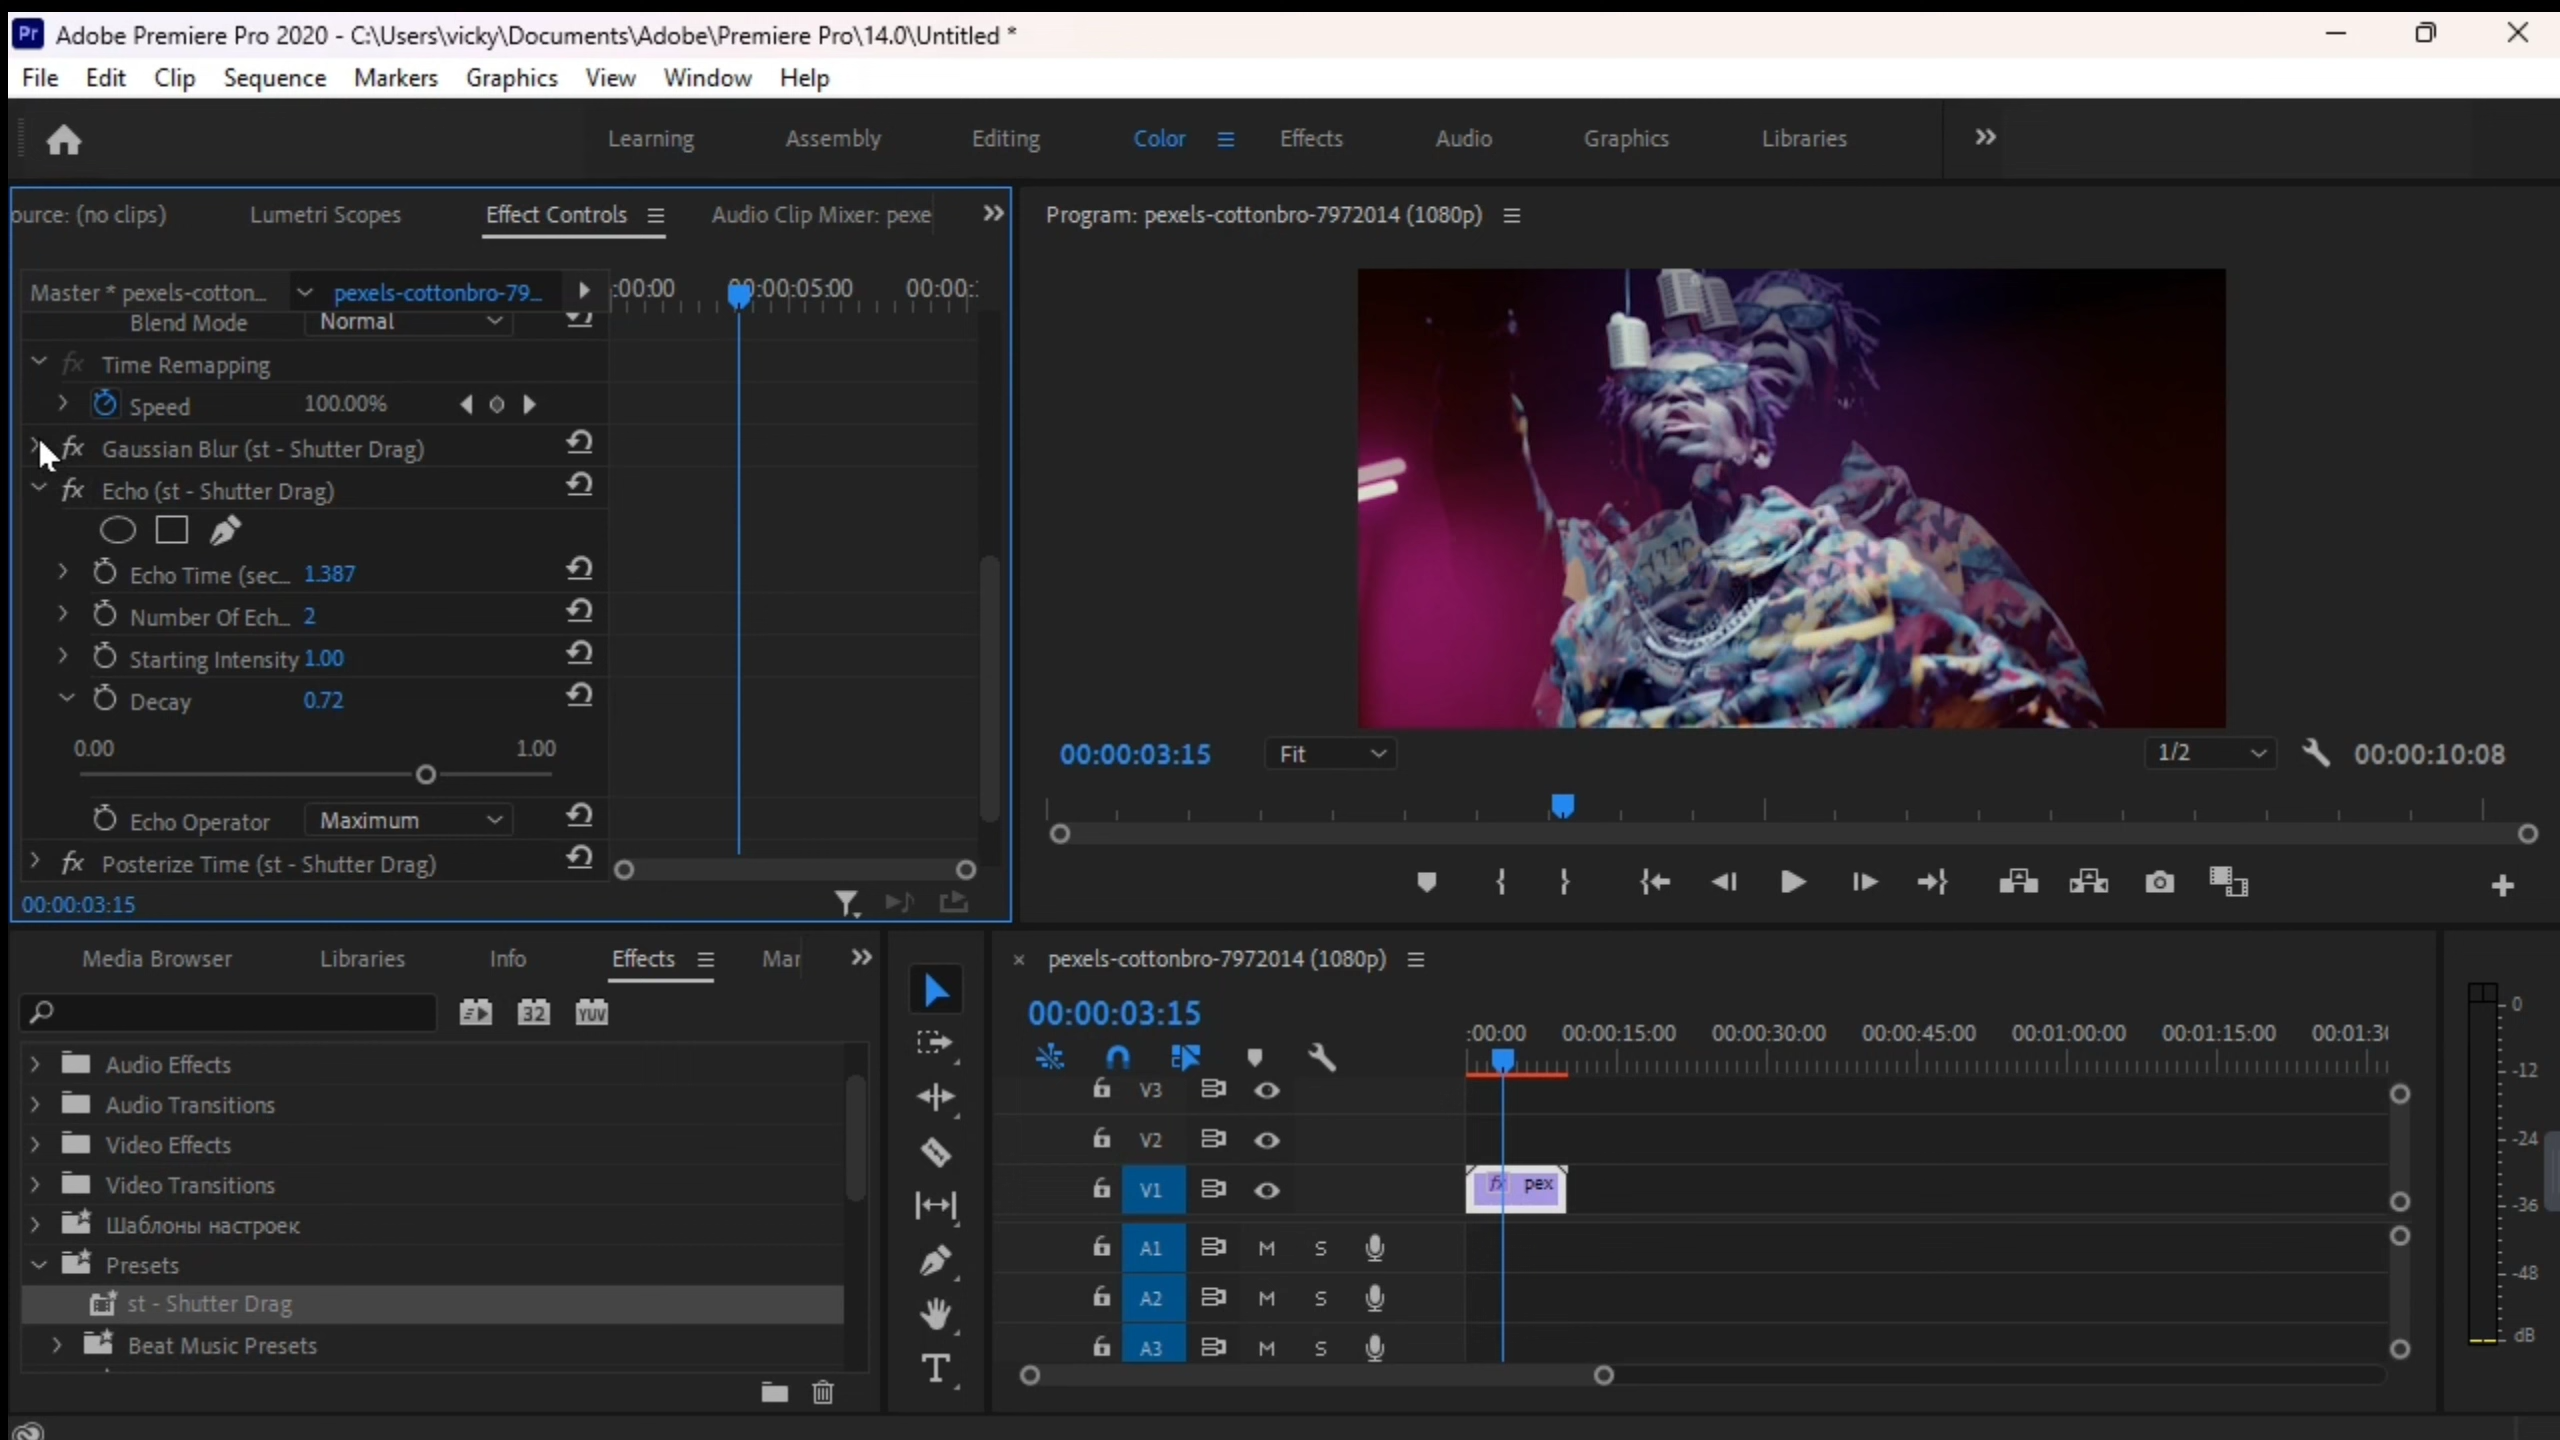 Pr Adobe Premiere Pro 2020 - C:\Users\vicky\Documents\Adobe\Premiere Pro\14.0\Untitled *
File Edit Clip Sequence Markers Graphics View Window Help
Learning Assembly Editing Color Effects Audio Graphics Libraries
ource: (no clips) Lumetri Scopes Effect Controls Audio Clip Mixer: pexe
Program: pexels-cottonbro-7972014 (1080p)
Master * pexels-cotton... pexels-cottonbro-79... :00:00 00:00:05:00 00:00:
Blend Mode Normal
fx Time Remapping
Speed 100.00%
fx Gaussian Blur (st - Shutter Drag)
fx Echo (st - Shutter Drag)
Echo Time (sec... 1.387
Number Of Ech... 2
Starting Intensity 1.00
Decay 0.72
0.00 1.00
Echo Operator Maximum
fx Posterize Time (st - Shutter Drag)
00:00:03:15
00:00:03:15 Fit 1/2 00:00:10:08
Media Browser Libraries Info Effects Mar
32 YUV
Audio Effects
Audio Transitions
Video Effects
Video Transitions
Шаблоны настроек
Presets
st - Shutter Drag
Beat Music Presets
× pexels-cottonbro-7972014 (1080p)
00:00:03:15
:00:00 00:00:15:00 00:00:30:00 00:00:45:00 00:01:00:00 00:01:15:00 00:01:30
V3
V2
V1 fx pex
A1 M S
A2 M S
A3 M S
T
0
-12
-24
-36
-48
dB